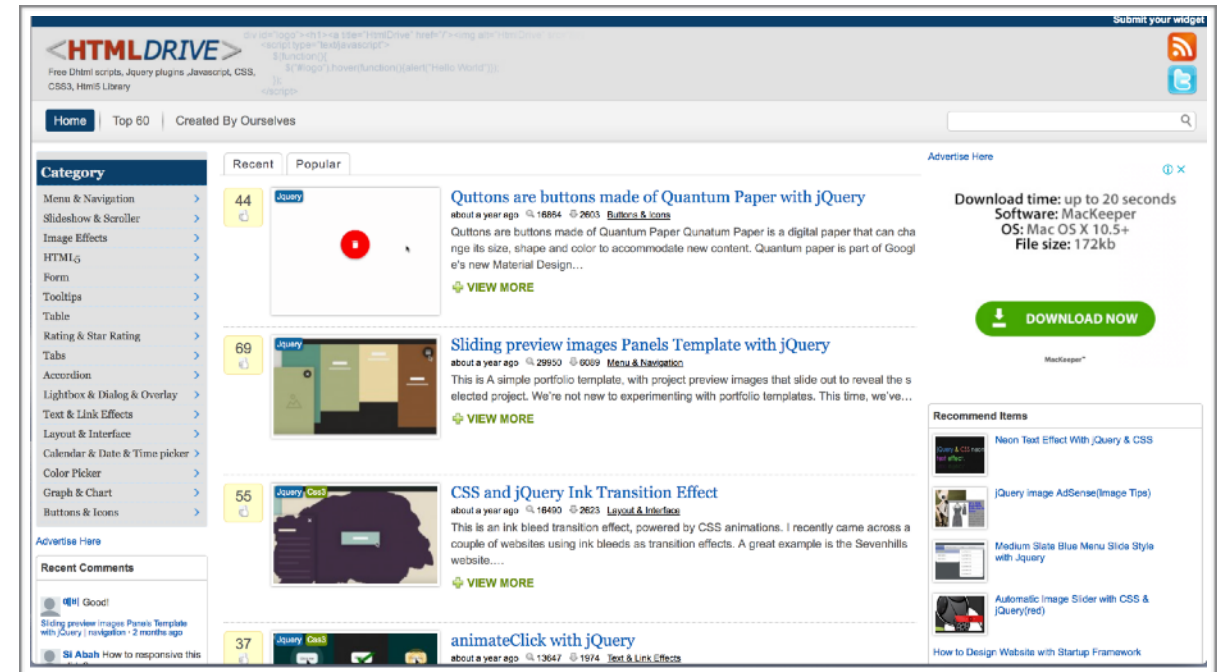 Submit your widget
<HTMLDRIVE>
Free Dhtml scripts, Jquery plugins ,Javascript, CSS,
CSS3, Html5 Library
Home
Top 60
Created By Ourselves
Category
Menu & Navigation
Slideshow & Scroller
Image Effects
HTML5
Form
Tooltips
Table
Rating & Star Rating
Tabs
Accordion
Lightbox & Dialog & Overlay
Text & Link Effects
Layout & Interface
Calendar & Date & Time picker
Color Picker
Graph & Chart
Buttons & Icons
Advertise Here
Recent Comments
Good!
Sliding preview images Panels Template
with jQuery | navigation · 2 months ago
Si Abah How to responsive this
Recent
Popular
44
Jquery
Quttons are buttons made of Quantum Paper with jQuery
about a year ago 16864 2603 Buttons & Icons
Quttons are buttons made of Quantum Paper Qunatum Paper is a digital paper that can cha
nge its size, shape and color to accommodate new content. Quantum paper is part of Googl
e's new Material Design…
VIEW MORE
69
Jquery
Sliding preview images Panels Template with jQuery
about a year ago 29950 6089 Menu & Navigation
This is A simple portfolio template, with project preview images that slide out to reveal the s
elected project. We're not new to experimenting with portfolio templates. This time, we've…
VIEW MORE
55
Jquery Css3
CSS and jQuery Ink Transition Effect
about a year ago 16490 2623 Layout & Interface
This is an ink bleed transition effect, powered by CSS animations. I recently came across a
couple of websites using ink bleeds as transition effects. A great example is the Sevenhills
website.…
VIEW MORE
37
Jquery Css3
animateClick with jQuery
about a year ago 13647 1974 Text & Link Effects
Advertise Here
Download time: up to 20 seconds
Software: MacKeeper
OS: Mac OS X 10.5+
File size: 172kb
DOWNLOAD NOW
MacKeeper™
Recommend Items
Neon Text Effect With jQuery & CSS
jQuery image AdSense(Image Tips)
Medium Slate Blue Menu Slide Style
with Jquery
Automatic Image Slider with CSS &
jQuery(red)
How to Design Website with Startup Framework